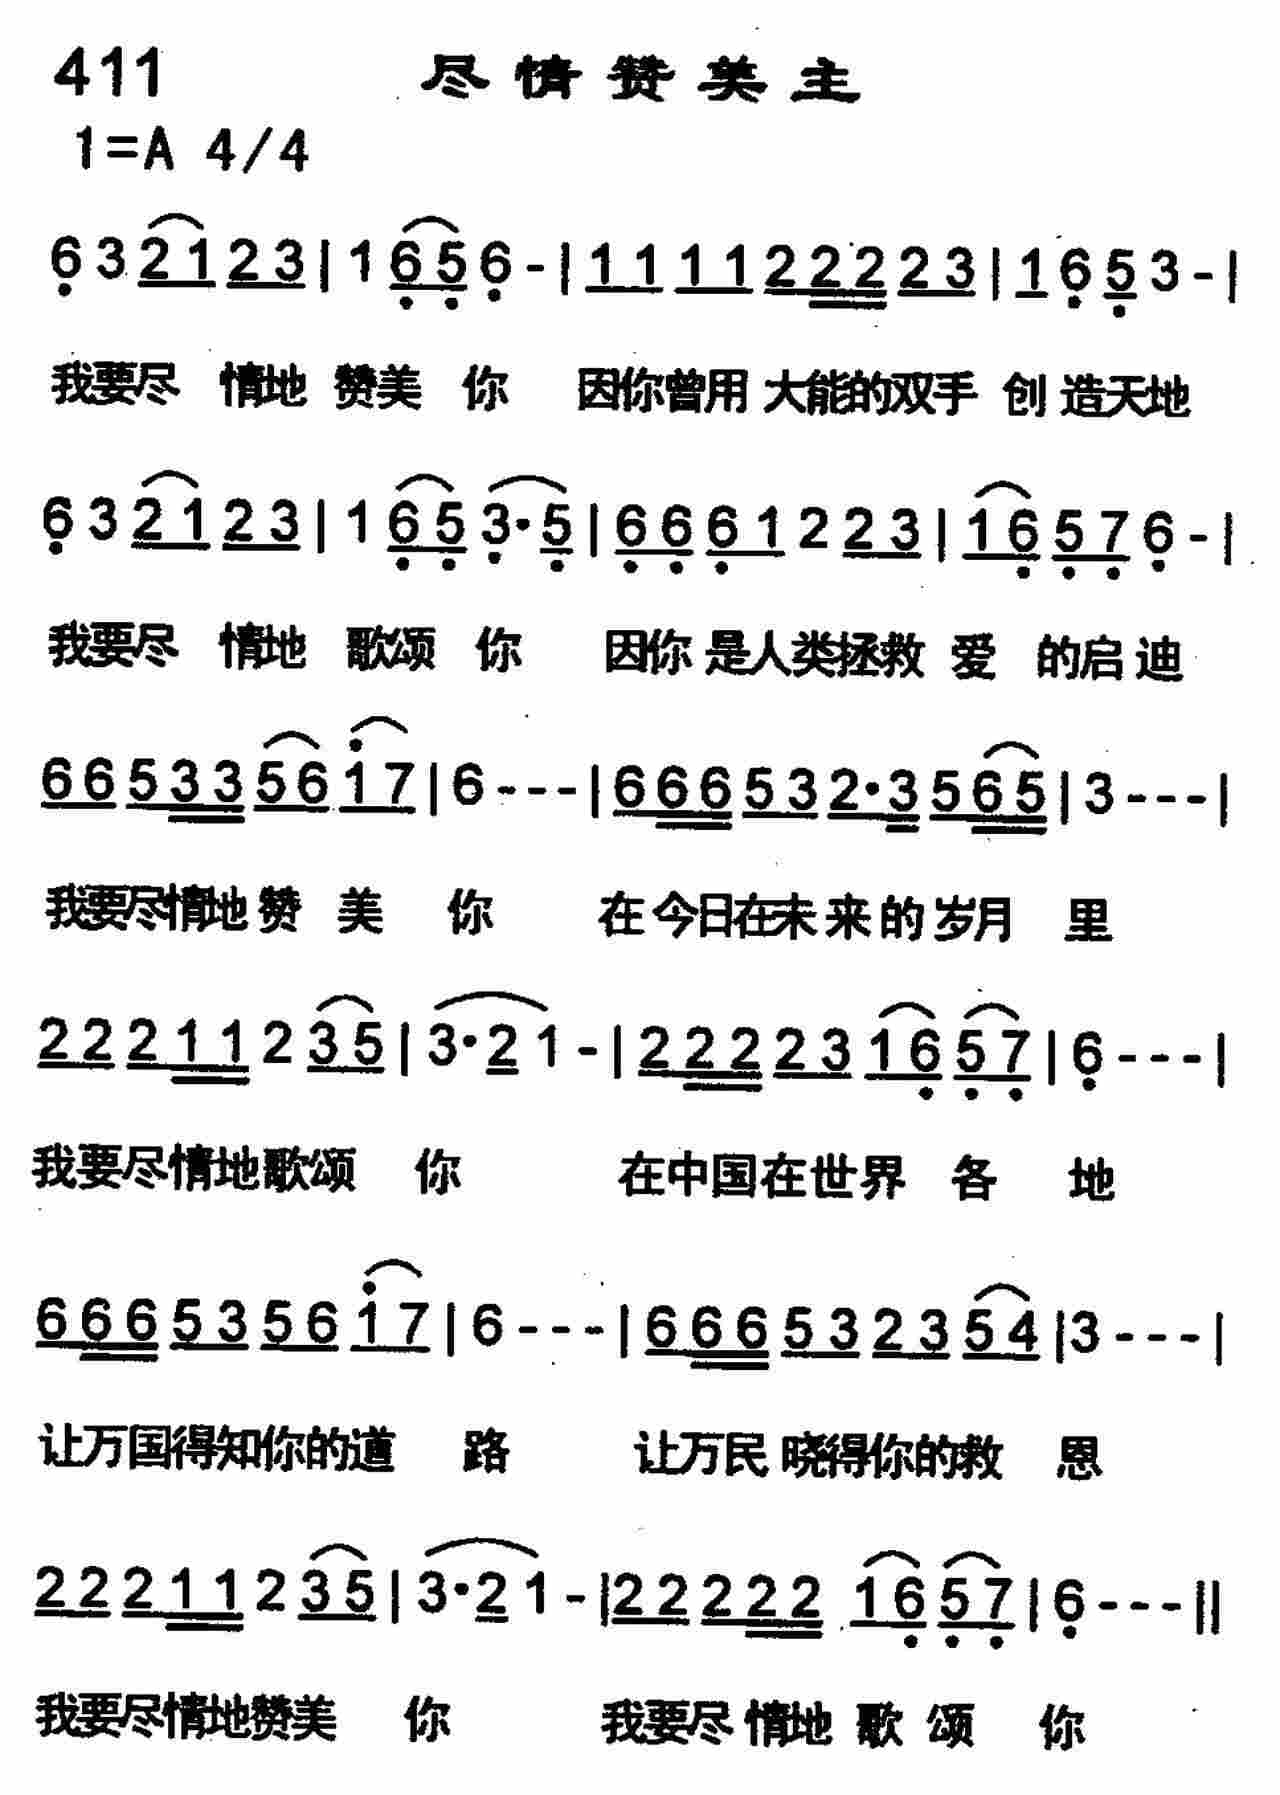 411 尽情赞美主
1=A 4/4
6 3 2 1 2 3 | 1 6 5 6 - | 1 1 1 1 2 2 2 2 3 | 1 6 5 3 - |
我要尽 情地 赞美 你 因你曾用 大能的双手 创 造天地
6 3 2 1 2 3 | 1 6 5 3 · 5 | 6 6 6 1 2 2 3 | 1 6 5 7 6 - |
我要尽 情地 歌颂 你 因你 是人类拯救 爱 的启迪
6 6 5 3 3 5 6 1 7 | 6 - - - | 6 6 6 5 3 2 · 3 5 6 5 | 3 - - - |
我要尽情地 赞 美 你 在 今日在未 来 的 岁月 里
2 2 2 1 1 2 3 5 | 3 · 2 1 - | 2 2 2 2 3 1 6 5 7 | 6 - - - |
我要尽情地歌颂 你 在中国在世界 各 地
6 6 6 5 3 5 6 1 7 | 6 - - - | 6 6 6 5 3 2 3 5 4 | 3 - - - |
让万国得知你的道 路 让万民 晓得你的救 恩
2 2 2 1 1 2 3 5 | 3 · 2 1 - | 2 2 2 2 2 1 6 5 7 | 6 - - - ||
我要尽情地赞美 你 我要尽 情地 歌 颂 你